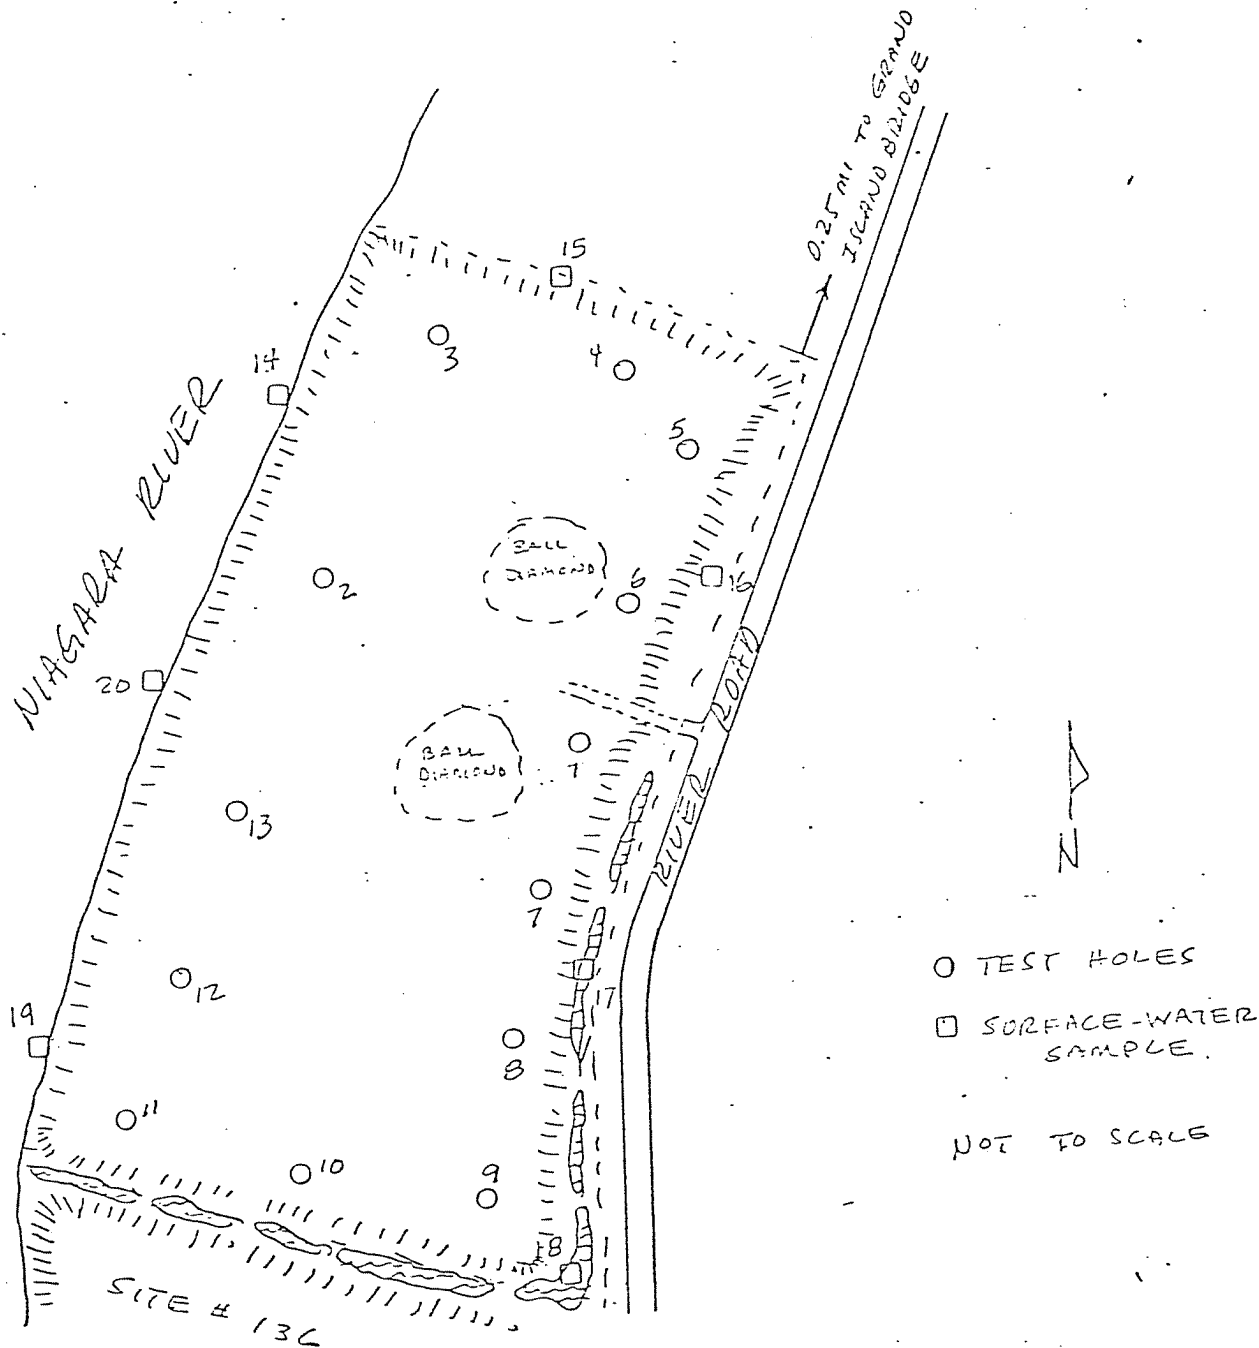 0.25 MI TO GRAND
ISLAND BRIDGE
15
3
4
14
5
NIAGARA RIVER
BALL
DIAMOND
2
6
16
20
RIVER ROAD
BALL
DIAMOND
1
13
N
7
TEST HOLES
12
17
19
SURFACE-WATER
SAMPLE.
8
11
NOT TO SCALE
10
9
18
SITE # 136